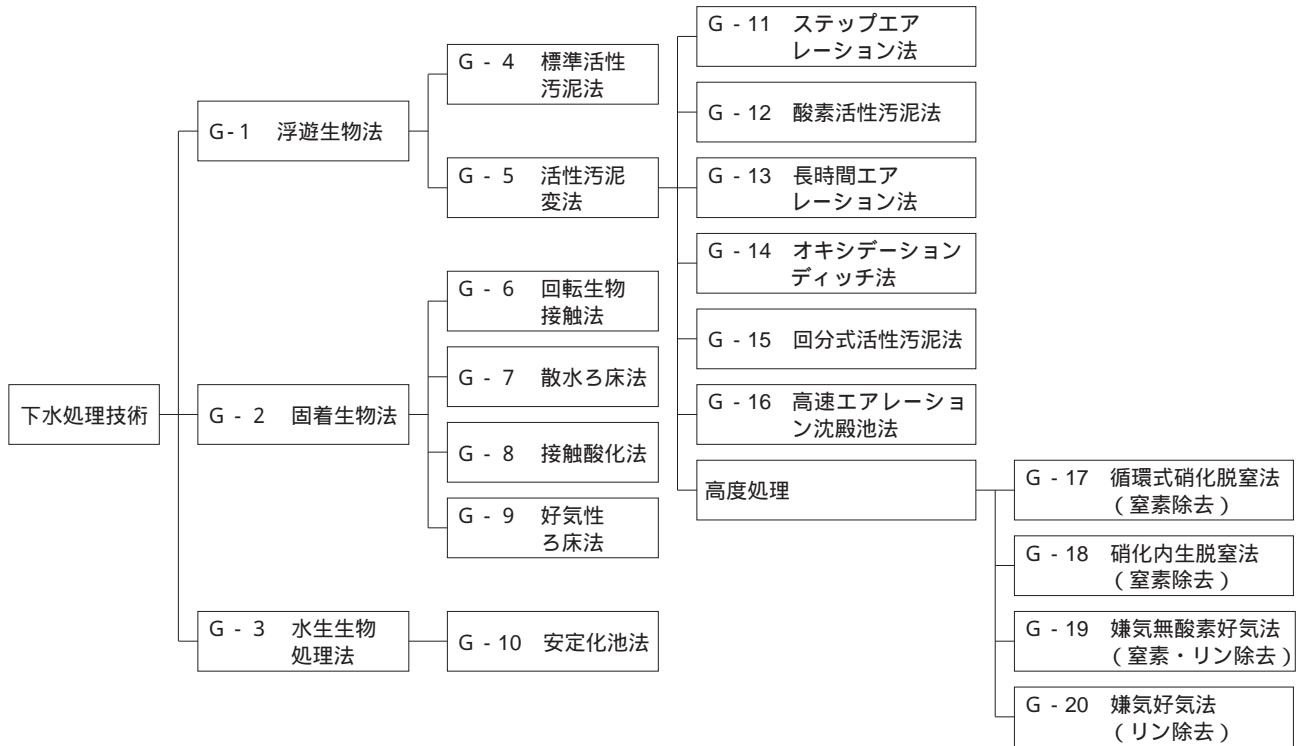 下水処理技術
G-1 浮遊生物法
G - 2 固着生物法
G - 3 水生生物
処理法
G - 4 標準活性
汚泥法
G - 5 活性汚泥
変法
G - 6 回転生物
接触法
G - 7 散水ろ床法
G - 8 接触酸化法
G - 9 好気性
ろ床法
G - 10 安定化池法
G - 11 ステップエア
レーション法
G - 12 酸素活性汚泥法
G - 13 長時間エア
レーション法
G - 14 オキシデーション
ディッチ法
G - 15 回分式活性汚泥法
G - 16 高速エアレーショ
ン沈殿池法
高度処理
G - 17 循環式硝化脱窒法
(窒素除去)
G - 18 硝化内生脱窒法
(窒素除去)
G - 19 嫌気無酸素好気法
(窒素・リン除去)
G - 20 嫌気好気法
(リン除去)